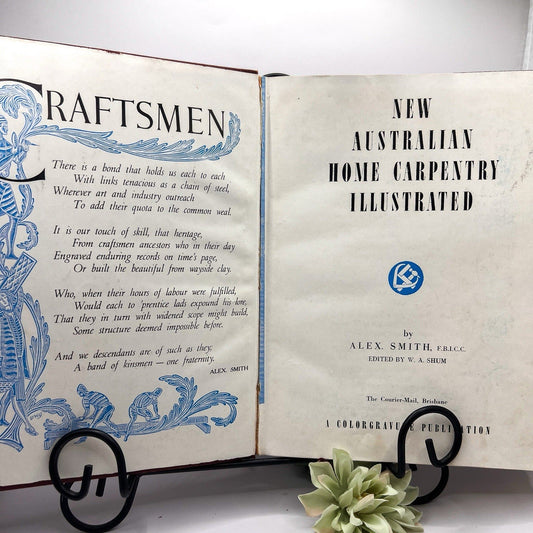 CRAFTSMEN
There is a bond that holds us each to each
With links tenacious as a chain of steel,
Wherever art and industry outreach
To add their quota to the common weal.
It is our touch of skill, that heritage,
From craftsmen ancestors who in their day
Engraved enduring records on time's page,
Or built the beautiful from wayside clay.
Who, when their hours of labour were fulfilled,
Would each to 'prentice lads expound his lore,
That they in turn with widened scope might build,
Some structure deemed impossible before.
And we descendants are of such as they;
A band of kinsmen — one fraternity.
ALEX. SMITH
NEW
AUSTRALIAN
HOME CARPENTRY
ILLUSTRATED
by
ALEX. SMITH, F.B.I.C.C.
EDITED BY W. A. SHUM
The Courier-Mail, Brisbane
A COLORGRAVURE PUBLICATION